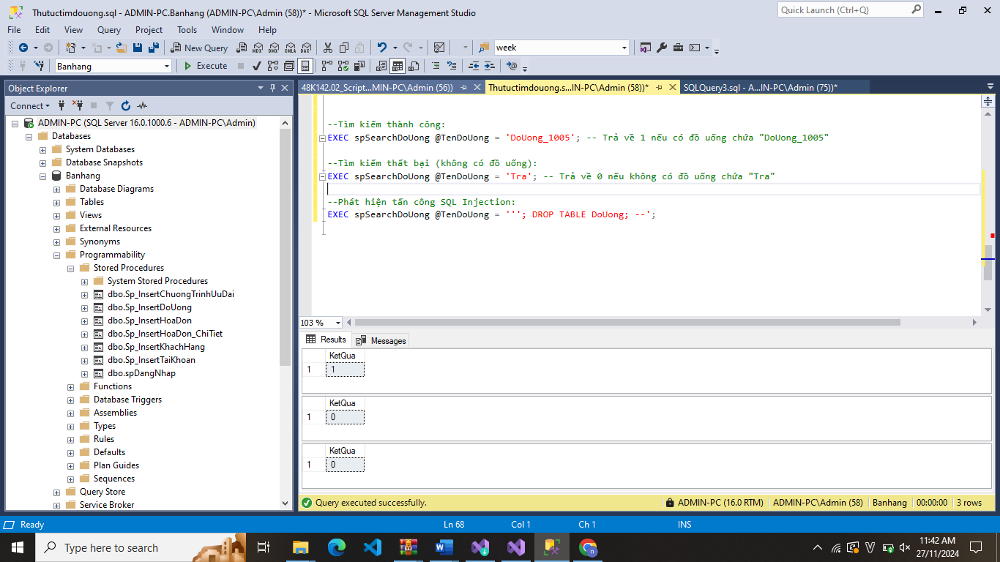 Thutuctimdouong.sql - ADMIN-PC.Banhang (ADMIN-PC\Admin (58))* - Microsoft SQL Server Management Studio
Quick Launch (Ctrl+Q)
File Edit View Query Project Tools Window Help
New Query
MDX DMX XMLA DAX
week
Banhang
Execute
Object Explorer
Connect
ADMIN-PC (SQL Server 16.0.1000.6 - ADMIN-PC\Admin)
Databases
System Databases
Database Snapshots
Banhang
Database Diagrams
Tables
Views
External Resources
Synonyms
Programmability
Stored Procedures
System Stored Procedures
dbo.Sp_InsertChuongTrinhUuDai
dbo.Sp_InsertDoUong
dbo.Sp_InsertHoaDon
dbo.Sp_InsertHoaDon_ChiTiet
dbo.Sp_InsertKhachHang
dbo.Sp_InsertTaiKhoan
dbo.spDangNhap
Functions
Database Triggers
Assemblies
Types
Rules
Defaults
Plan Guides
Sequences
Query Store
Service Broker
48K142.02_Script...MIN-PC\Admin (56))
Thutuctimdouong.s...IN-PC\Admin (58))*
SQLQuery3.sql - A...IN-PC\Admin (75))*
--Tìm kiếm thành công:
EXEC spSearchDoUong @TenDoUong = 'DoUong_1005'; -- Trả về 1 nếu có đồ uống chứa "DoUong_1005"
--Tìm kiếm thất bại (không có đồ uống):
EXEC spSearchDoUong @TenDoUong = 'Tra'; -- Trả về 0 nếu không có đồ uống chứa "Tra"
--Phát hiện tấn công SQL Injection:
EXEC spSearchDoUong @TenDoUong = '''; DROP TABLE DoUong; --';
103 %
Results Messages
KetQua
1 1
KetQua
1 0
KetQua
1 0
Query executed successfully.
ADMIN-PC (16.0 RTM) ADMIN-PC\Admin (58) Banhang 00:00:00 3 rows
Ready Ln 68 Col 1 Ch 1 INS
Type here to search
11:42 AM
27/11/2024